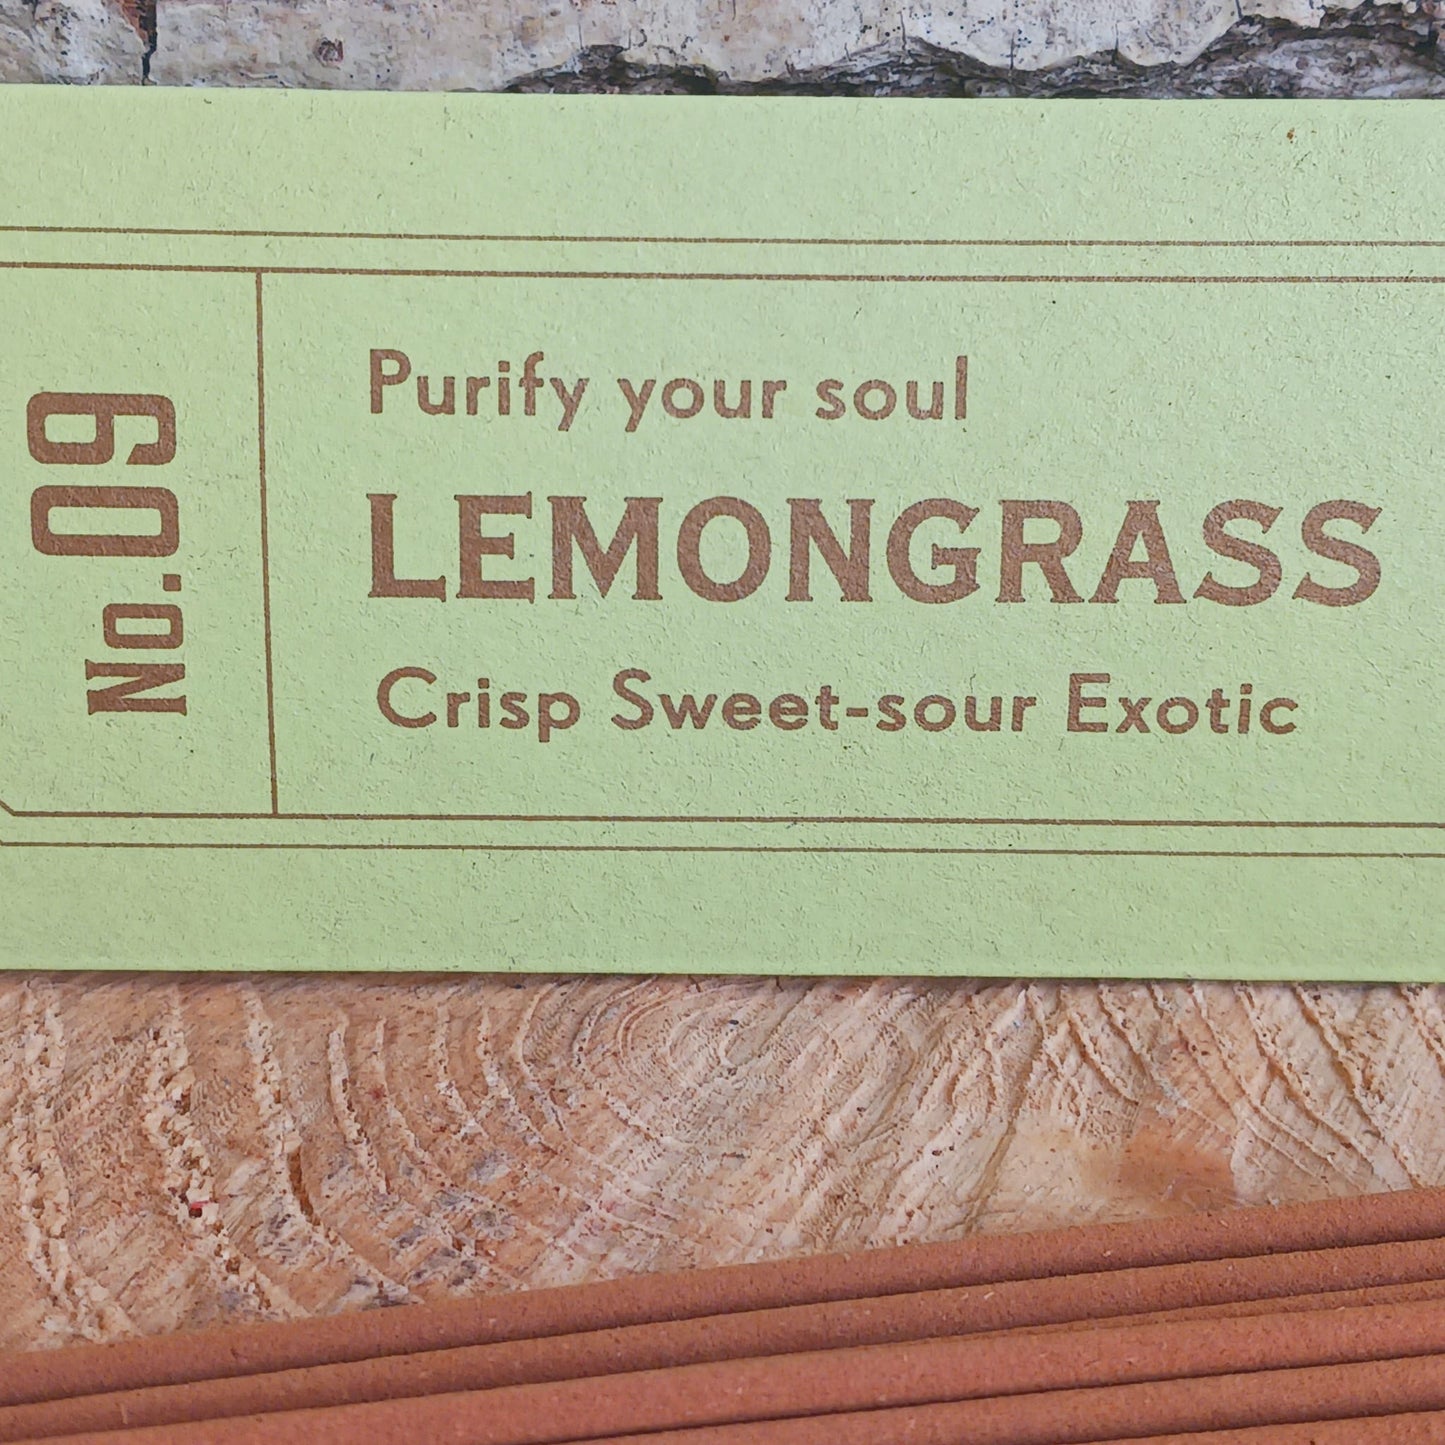 No.09
Purify your soul
LEMONGRASS
Crisp Sweet-sour Exotic